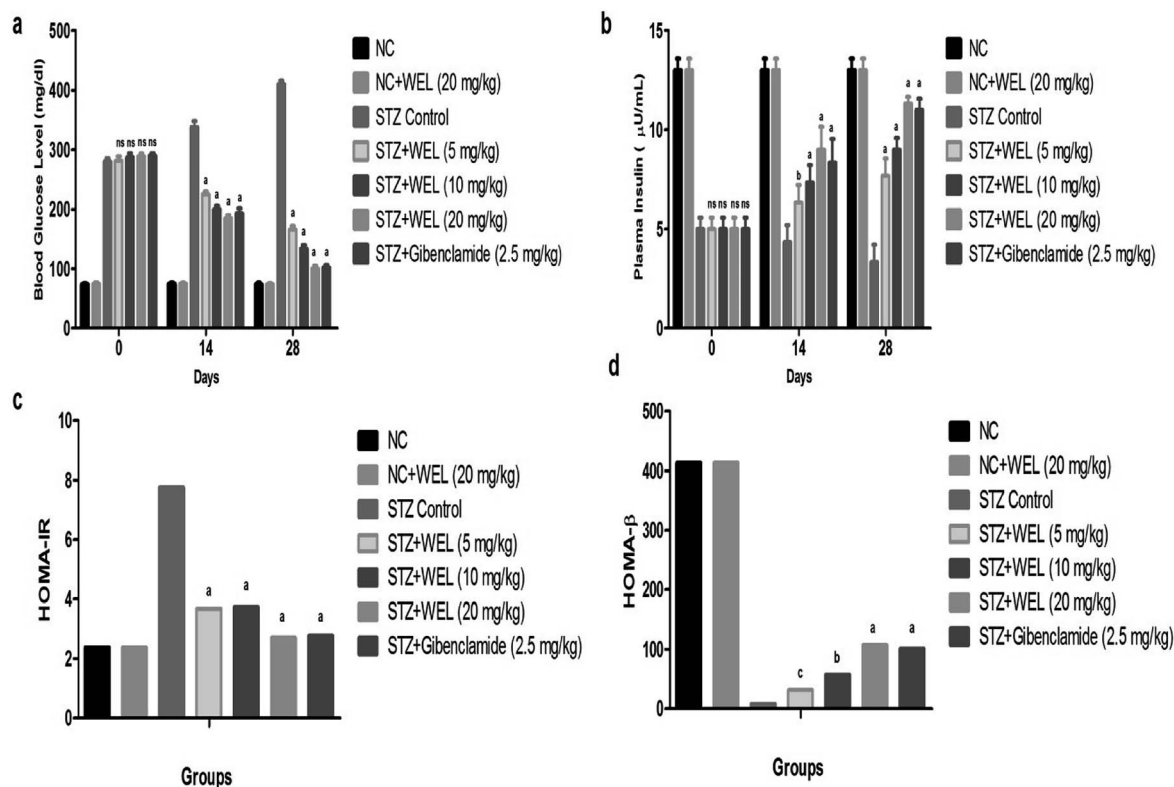 a
500
400
300
200
100
0
Blood Glucose Level (mg/dl)
ns ns ns ns
a
a
a
a
a
a
a
a
0
14
28
Days
NC
NC+WEL (20 mg/kg)
STZ Control
STZ+WEL (5 mg/kg)
STZ+WEL (10 mg/kg)
STZ+WEL (20 mg/kg)
STZ+Gibenclamide (2.5 mg/kg)
b
15
10
5
0
Plasma Insulin ( μU/mL)
ns ns ns ns
b
a
a
a
a
a
a
a
0
14
28
Days
NC
NC+WEL (20 mg/kg)
STZ Control
STZ+WEL (5 mg/kg)
STZ+WEL (10 mg/kg)
STZ+WEL (20 mg/kg)
STZ+Gibenclamide (2.5 mg/kg)
c
10
8
6
4
2
0
HOMA-IR
a
a
a
a
Groups
NC
NC+WEL (20 mg/kg)
STZ Control
STZ+WEL (5 mg/kg)
STZ+WEL (10 mg/kg)
STZ+WEL (20 mg/kg)
STZ+Gibenclamide (2.5 mg/kg)
d
500
400
300
200
100
0
HOMA-β
c
b
a
a
Groups
NC
NC+WEL (20 mg/kg)
STZ Control
STZ+WEL (5 mg/kg)
STZ+WEL (10 mg/kg)
STZ+WEL (20 mg/kg)
STZ+Gibenclamide (2.5 mg/kg)